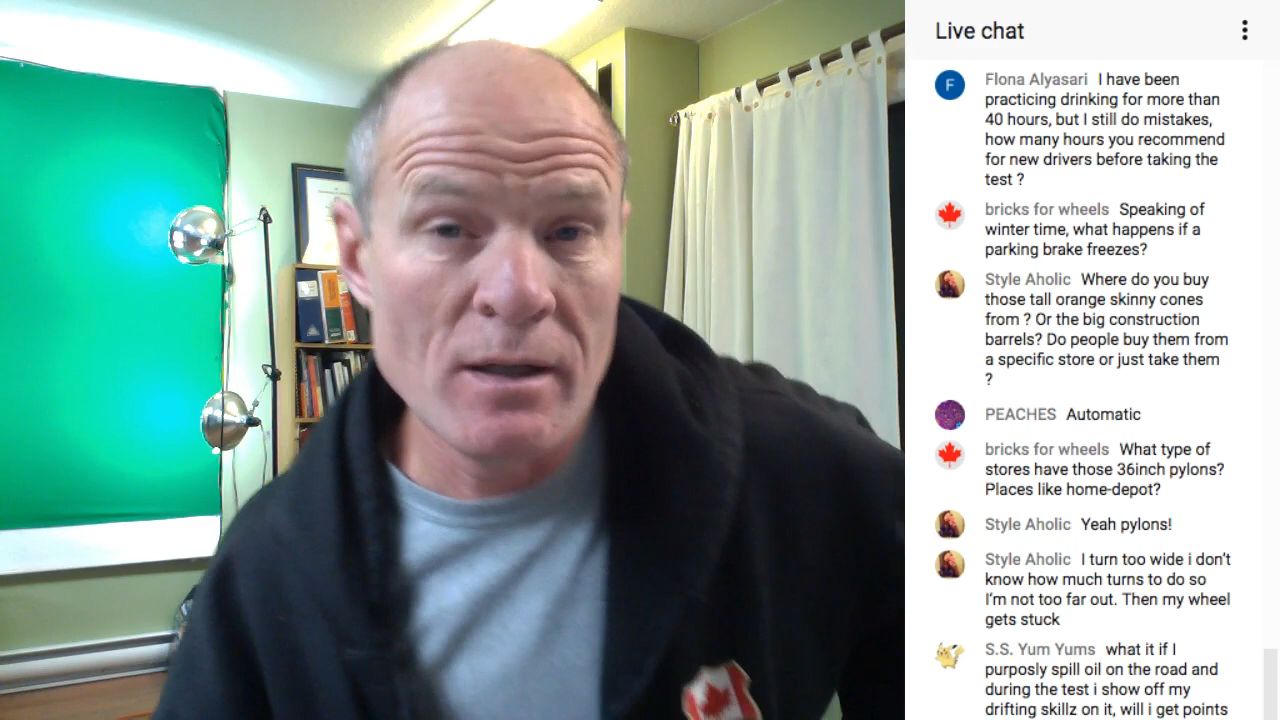 Live chat
F
Flona Alyasari I have been
practicing drinking for more than
40 hours, but I still do mistakes,
how many hours you recommend
for new drivers before taking the
test ?
bricks for wheels Speaking of
winter time, what happens if a
parking brake freezes?
Style Aholic Where do you buy
those tall orange skinny cones
from ? Or the big construction
barrels? Do people buy them from
a specific store or just take them
?
PEACHES Automatic
bricks for wheels What type of
stores have those 36inch pylons?
Places like home-depot?
Style Aholic Yeah pylons!
Style Aholic I turn too wide i don't
know how much turns to do so
I'm not too far out. Then my wheel
gets stuck
S.S. Yum Yums what it if I
purposly spill oil on the road and
during the test i show off my
drifting skillz on it, will i get points